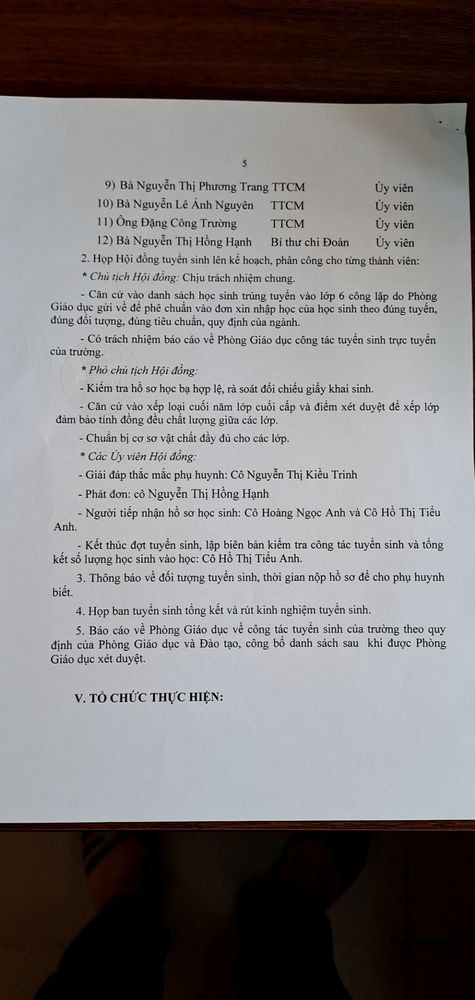 5
9) Bà Nguyễn Thị Phương Trang TTCM Ủy viên
10) Bà Nguyễn Lê Ánh Nguyên TTCM Ủy viên
11) Ông Đặng Công Trường TTCM Ủy viên
12) Bà Nguyễn Thị Hồng Hạnh Bí thư chi Đoàn Ủy viên
2. Họp Hội đồng tuyển sinh lên kế hoạch, phân công cho từng thành viên:
* Chủ tịch Hội đồng: Chịu trách nhiệm chung.
- Căn cứ vào danh sách học sinh trúng tuyển vào lớp 6 công lập do Phòng
Giáo dục gửi về để phê chuẩn vào đơn xin nhập học của học sinh theo đúng tuyến,
đúng đối tượng, đúng tiêu chuẩn, quy định của ngành.
- Có trách nhiệm báo cáo về Phòng Giáo dục công tác tuyển sinh trực tuyến
của trường.
* Phó chủ tịch Hội đồng:
- Kiểm tra hồ sơ học bạ hợp lệ, rà soát đối chiếu giấy khai sinh.
- Căn cứ vào xếp loại cuối năm lớp cuối cấp và điểm xét duyệt để xếp lớp
đảm bảo tính đồng đều chất lượng giữa các lớp.
- Chuẩn bị cơ sơ vật chất đầy đủ cho các lớp.
* Các Ủy viên Hội đồng:
- Giải đáp thắc mắc phụ huynh: Cô Nguyễn Thị Kiều Trinh
- Phát đơn: cô Nguyễn Thị Hồng Hạnh
- Người tiếp nhận hồ sơ học sinh: Cô Hoàng Ngọc Anh và Cô Hồ Thị Tiểu
Anh.
- Kết thúc đợt tuyển sinh, lập biên bản kiểm tra công tác tuyển sinh và tổng
kết số lượng học sinh vào học: Cô Hồ Thị Tiểu Anh.
3. Thông báo về đối tượng tuyển sinh, thời gian nộp hồ sơ để cho phụ huynh
biết.
4. Họp ban tuyển sinh tổng kết và rút kinh nghiệm tuyển sinh.
5. Báo cáo về Phòng Giáo dục về công tác tuyển sinh của trường theo quy
định của Phòng Giáo dục và Đào tạo, công bố danh sách sau khi được Phòng
Giáo dục xét duyệt.
V. TỔ CHỨC THỰC HIỆN: